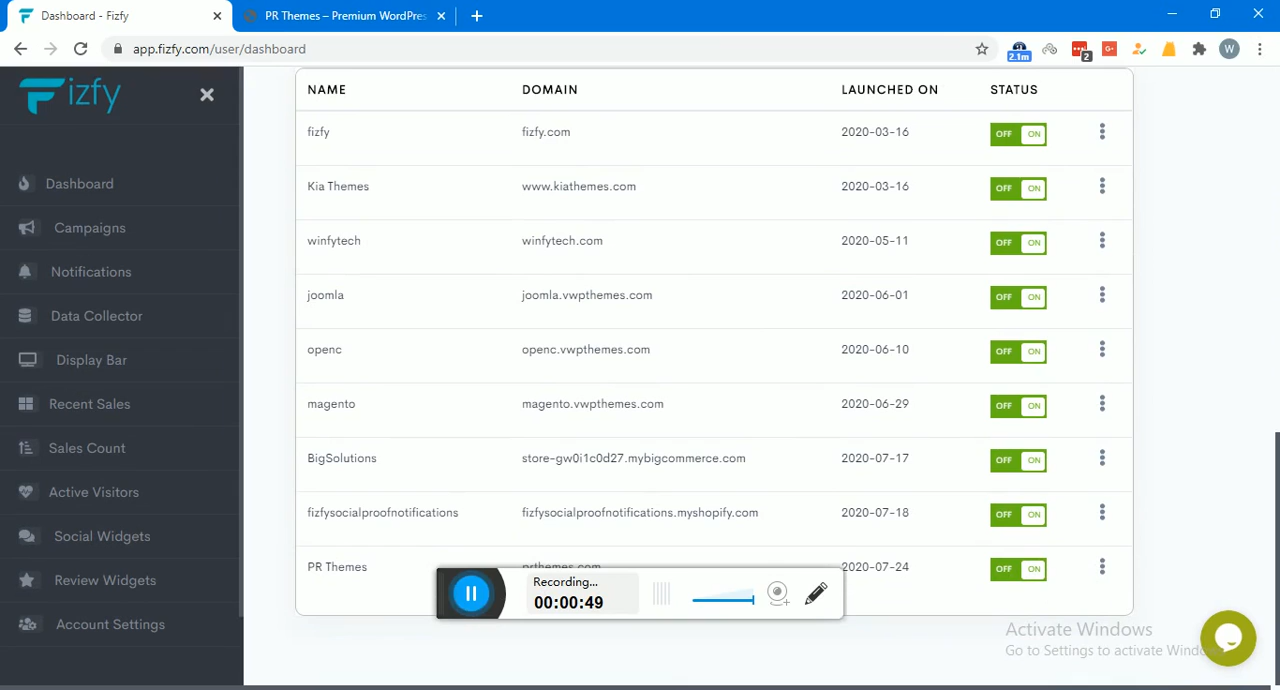 Dashboard - Fizfy
PR Themes – Premium WordPres
app.fizfy.com/user/dashboard
2.1m
2
G+
W
Fizfy
Dashboard
Campaigns
Notifications
Data Collector
Display Bar
Recent Sales
Sales Count
Active Visitors
Social Widgets
Review Widgets
Account Settings
NAME DOMAIN LAUNCHED ON STATUS
fizfy fizfy.com 2020-03-16 OFF ON
Kia Themes www.kiathemes.com 2020-03-16 OFF ON
winfytech winfytech.com 2020-05-11 OFF ON
joomla joomla.vwpthemes.com 2020-06-01 OFF ON
openc openc.vwpthemes.com 2020-06-10 OFF ON
magento magento.vwpthemes.com 2020-06-29 OFF ON
BigSolutions store-gw0i1c0d27.mybigcommerce.com 2020-07-17 OFF ON
fizfysocialproofnotifications fizfysocialproofnotifications.myshopify.com 2020-07-18 OFF ON
PR Themes prthemes.com 2020-07-24 OFF ON
Recording...
00:00:49
Activate Windows
Go to Settings to activate Windows.